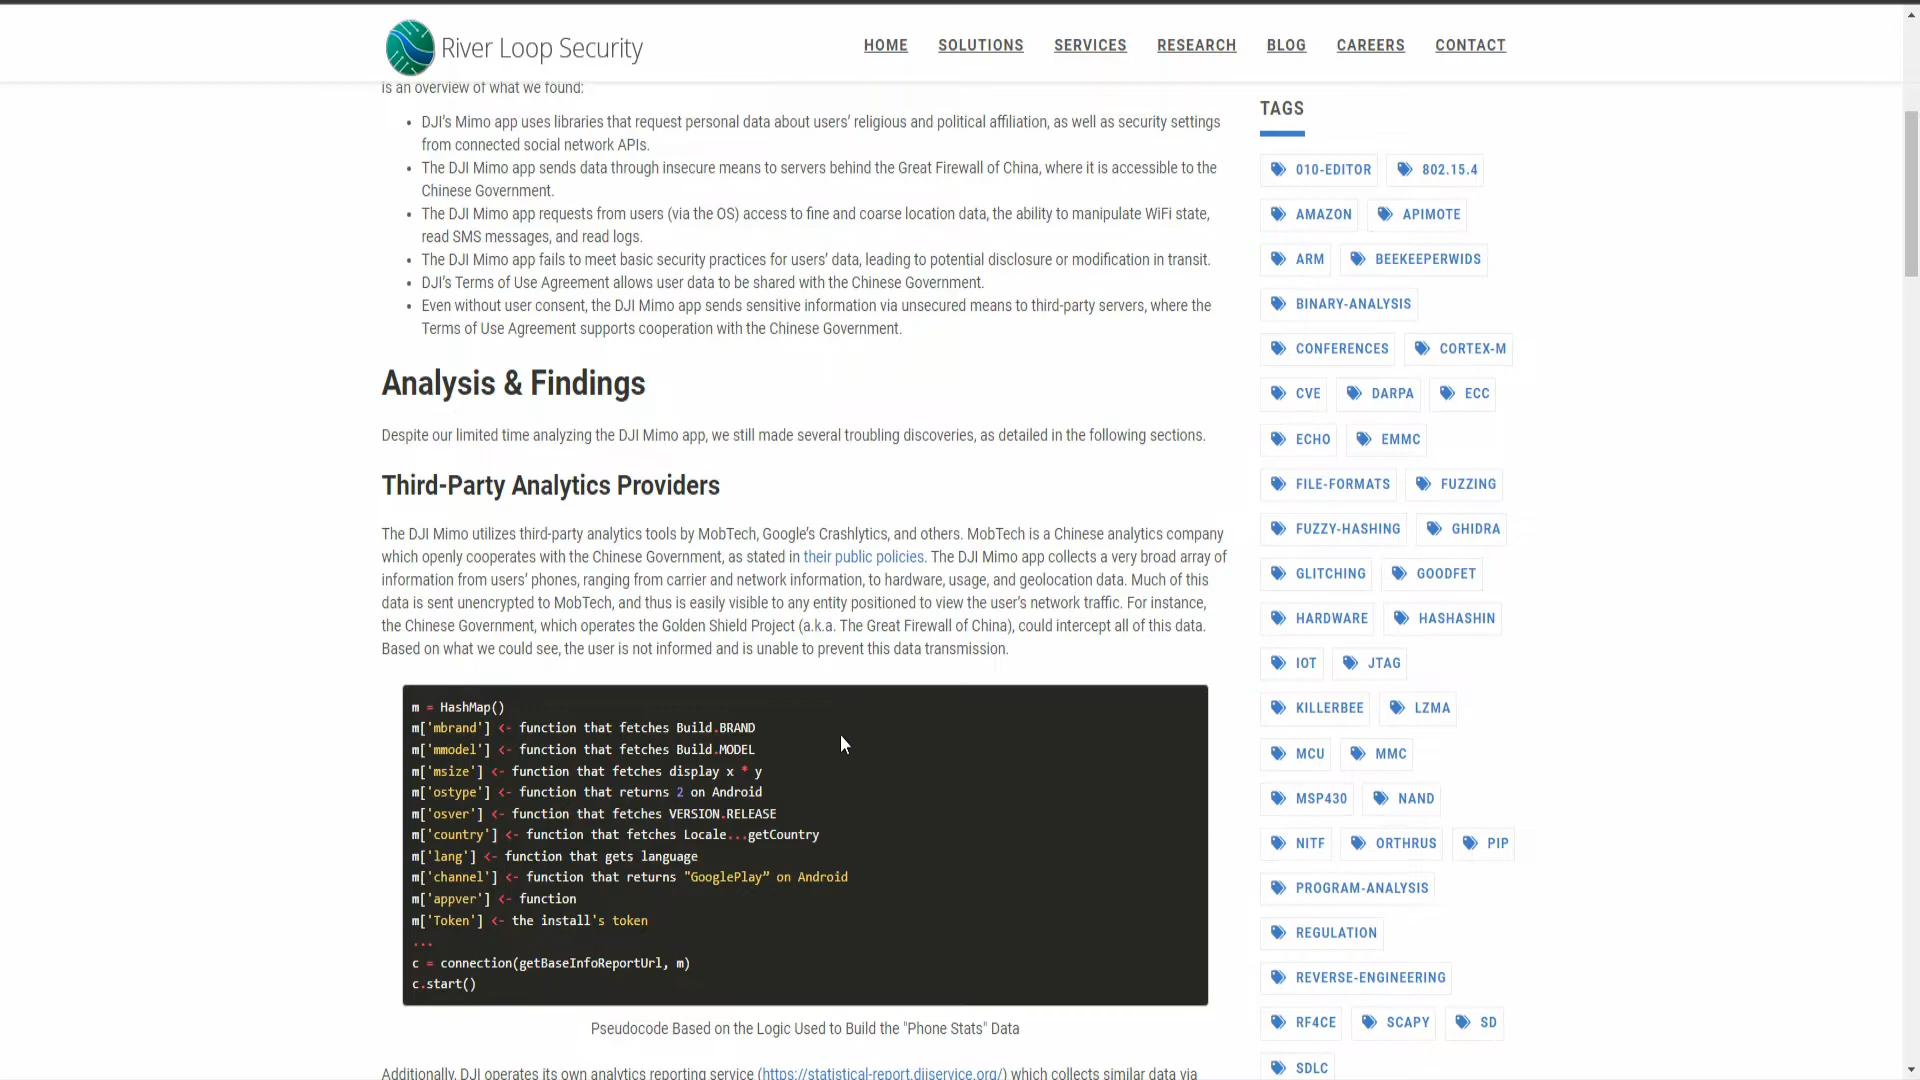 River Loop Security
HOME SOLUTIONS SERVICES RESEARCH BLOG CAREERS CONTACT
is an overview of what we found:
• DJI’s Mimo app uses libraries that request personal data about users’ religious and political affiliation, as well as security settings
from connected social network APIs.
• The DJI Mimo app sends data through insecure means to servers behind the Great Firewall of China, where it is accessible to the
Chinese Government.
• The DJI Mimo app requests from users (via the OS) access to fine and coarse location data, the ability to manipulate WiFi state,
read SMS messages, and read logs.
• The DJI Mimo app fails to meet basic security practices for users’ data, leading to potential disclosure or modification in transit.
• DJI’s Terms of Use Agreement allows user data to be shared with the Chinese Government.
• Even without user consent, the DJI Mimo app sends sensitive information via unsecured means to third-party servers, where the
Terms of Use Agreement supports cooperation with the Chinese Government.
Analysis & Findings
Despite our limited time analyzing the DJI Mimo app, we still made several troubling discoveries, as detailed in the following sections.
Third-Party Analytics Providers
The DJI Mimo utilizes third-party analytics tools by MobTech, Google’s Crashlytics, and others. MobTech is a Chinese analytics company
which openly cooperates with the Chinese Government, as stated in their public policies. The DJI Mimo app collects a very broad array of
information from users’ phones, ranging from carrier and network information, to hardware, usage, and geolocation data. Much of this
data is sent unencrypted to MobTech, and thus is easily visible to any entity positioned to view the user’s network traffic. For instance,
the Chinese Government, which operates the Golden Shield Project (a.k.a. The Great Firewall of China), could intercept all of this data.
Based on what we could see, the user is not informed and is unable to prevent this data transmission.
m = HashMap()
m['mbrand'] <- function that fetches Build.BRAND
m['mmodel'] <- function that fetches Build.MODEL
m['msize'] <- function that fetches display x * y
m['ostype'] <- function that returns 2 on Android
m['osver'] <- function that fetches VERSION.RELEASE
m['country'] <- function that fetches Locale...getCountry
m['lang'] <- function that gets language
m['channel'] <- function that returns "GooglePlay” on Android
m['appver'] <- function
m['Token'] <- the install's token
...
c = connection(getBaseInfoReportUrl, m)
c.start()
Pseudocode Based on the Logic Used to Build the "Phone Stats" Data
Additionally, DJI operates its own analytics reporting service (https://statistical-report.djiservice.org/) which collects similar data via
TAGS
010-EDITOR 802.15.4
AMAZON APIMOTE
ARM BEEKEEPERWIDS
BINARY-ANALYSIS
CONFERENCES CORTEX-M
CVE DARPA ECC
ECHO EMMC
FILE-FORMATS FUZZING
FUZZY-HASHING GHIDRA
GLITCHING GOODFET
HARDWARE HASHASHIN
IOT JTAG
KILLERBEE LZMA
MCU MMC
MSP430 NAND
NITF ORTHRUS PIP
PROGRAM-ANALYSIS
REGULATION
REVERSE-ENGINEERING
RF4CE SCAPY SD
SDLC